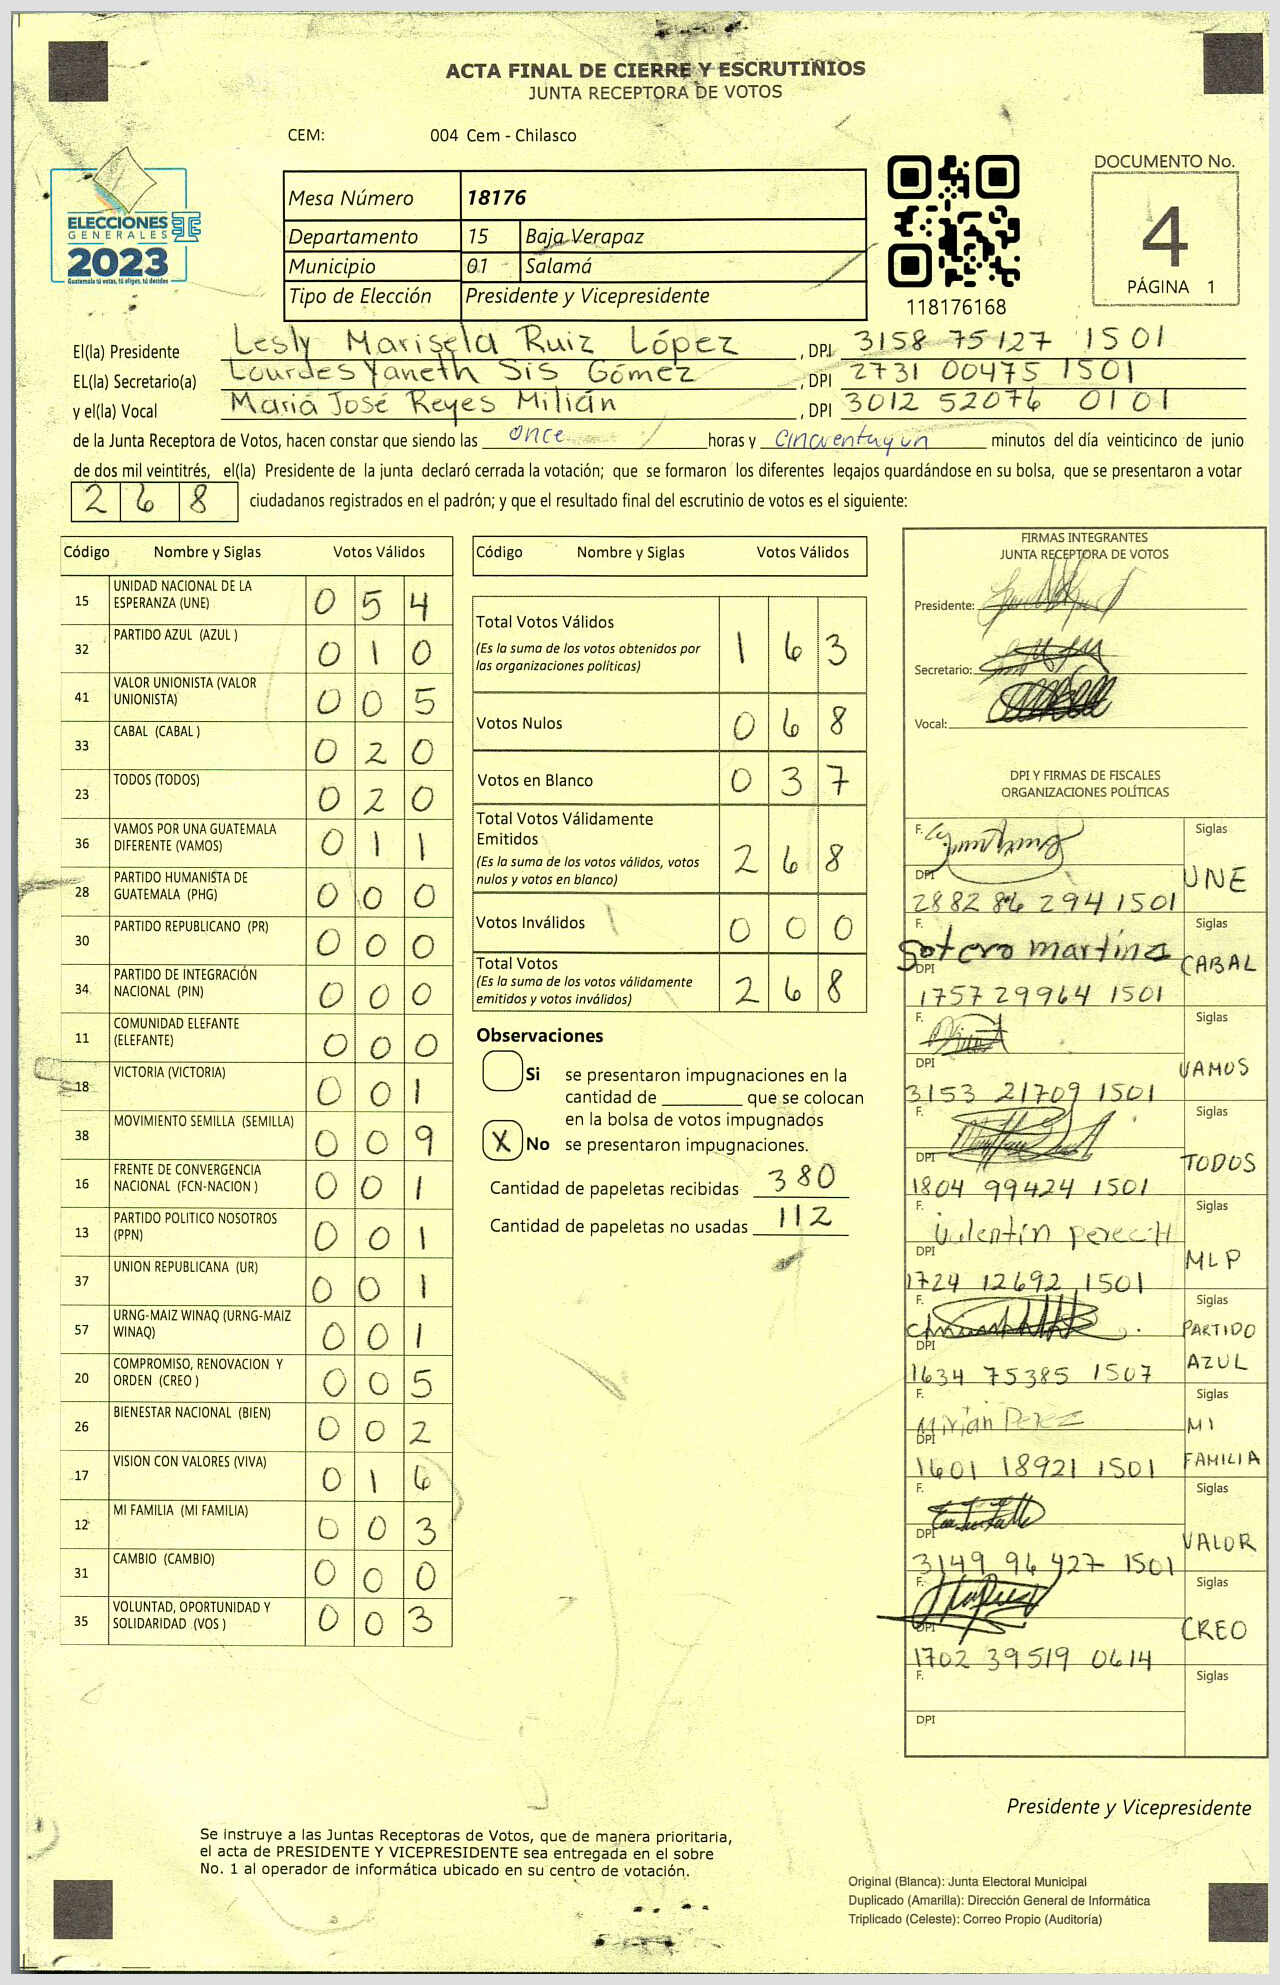 ACTA FINAL DE CIERRE Y ESCRUTINIOS
JUNTA RECEPTORA DE VOTOS
CEM: 004 Cem - Chilasco
ELECCIONES
GENERALES
2023
Guatemala tú votas, tú eliges, tú decides
Mesa Número 18176
Departamento 15 Baja Verapaz
Municipio 01 Salamá
Tipo de Elección Presidente y Vicepresidente
118176168
DOCUMENTO No.
4
PÁGINA 1
El(la) Presidente Lesly Marisela Ruiz López , DPI 3158 75127 1501
EL(la) Secretario(a) Lourdes Yaneth Sis Gómez , DPI 2731 00475 1501
y el(la) Vocal María José Reyes Milián , DPI 3012 52076 0101
de la Junta Receptora de Votos, hacen constar que siendo las once horas y cincuentayun minutos del día veinticinco de junio
de dos mil veintitrés, el(la) Presidente de la junta declaró cerrada la votación; que se formaron los diferentes legajos guardándose en su bolsa, que se presentaron a votar
268 ciudadanos registrados en el padrón; y que el resultado final del escrutinio de votos es el siguiente:
Código Nombre y Siglas Votos Válidos
15 UNIDAD NACIONAL DE LA ESPERANZA (UNE) 0 5 4
32 PARTIDO AZUL (AZUL ) 0 1 0
41 VALOR UNIONISTA (VALOR UNIONISTA) 0 0 5
33 CABAL (CABAL ) 0 2 0
23 TODOS (TODOS) 0 2 0
36 VAMOS POR UNA GUATEMALA DIFERENTE (VAMOS) 0 1 1
28 PARTIDO HUMANISTA DE GUATEMALA (PHG) 0 0 0
30 PARTIDO REPUBLICANO (PR) 0 0 0
34 PARTIDO DE INTEGRACIÓN NACIONAL (PIN) 0 0 0
11 COMUNIDAD ELEFANTE (ELEFANTE) 0 0 0
18 VICTORIA (VICTORIA) 0 0 1
38 MOVIMIENTO SEMILLA (SEMILLA) 0 0 9
16 FRENTE DE CONVERGENCIA NACIONAL (FCN-NACION ) 0 0 1
13 PARTIDO POLITICO NOSOTROS (PPN) 0 0 1
37 UNION REPUBLICANA (UR) 0 0 1
57 URNG-MAIZ WINAQ (URNG-MAIZ WINAQ) 0 0 1
20 COMPROMISO, RENOVACION Y ORDEN (CREO ) 0 0 5
26 BIENESTAR NACIONAL (BIEN) 0 0 2
17 VISION CON VALORES (VIVA) 0 1 6
12 MI FAMILIA (MI FAMILIA) 0 0 3
31 CAMBIO (CAMBIO) 0 0 0
35 VOLUNTAD, OPORTUNIDAD Y SOLIDARIDAD (VOS ) 0 0 3
Código Nombre y Siglas Votos Válidos
Total Votos Válidos 1 6 3
(Es la suma de los votos obtenidos por
las organizaciones políticas)
Votos Nulos 0 6 8
Votos en Blanco 0 3 7
Total Votos Válidamente
Emitidos 2 6 8
(Es la suma de los votos válidos, votos
nulos y votos en blanco)
Votos Inválidos 0 0 0
Total Votos 2 6 8
(Es la suma de los votos válidamente
emitidos y votos inválidos)
Observaciones
Si se presentaron impugnaciones en la
cantidad de ________ que se colocan
en la bolsa de votos impugnados
X No se presentaron impugnaciones.
Cantidad de papeletas recibidas 380
Cantidad de papeletas no usadas 112
FIRMAS INTEGRANTES
JUNTA RECEPTORA DE VOTOS
Presidente:
Secretario:
Vocal:
DPI Y FIRMAS DE FISCALES
ORGANIZACIONES POLÍTICAS
F. Siglas
DPI UNE
2882 86 294 1501
F. Siglas
Sotero martínez
DPI CABAL
1757 29964 1501
F. Siglas
DPI VAMOS
3153 21709 1501
F. Siglas
DPI TODOS
1804 99424 1501
F. Siglas
Valentín
DPI MLP
1724 12692 1501
F. Siglas
PARTIDO
DPI AZUL
1634 75385 1507
F. Siglas
Mirian Perez MI
DPI FAMILIA
1601 18921 1501
F. Siglas
DPI VALOR
3149 96 427 1501
F. Siglas
DPI CREO
1702 39519 0614
F. Siglas
DPI
Presidente y Vicepresidente
Se instruye a las Juntas Receptoras de Votos, que de manera prioritaria,
el acta de PRESIDENTE Y VICEPRESIDENTE sea entregada en el sobre
No. 1 al operador de informática ubicado en su centro de votación.
Original (Blanca): Junta Electoral Municipal
Duplicado (Amarilla): Dirección General de Informática
Triplicado (Celeste): Correo Propio (Auditoría)